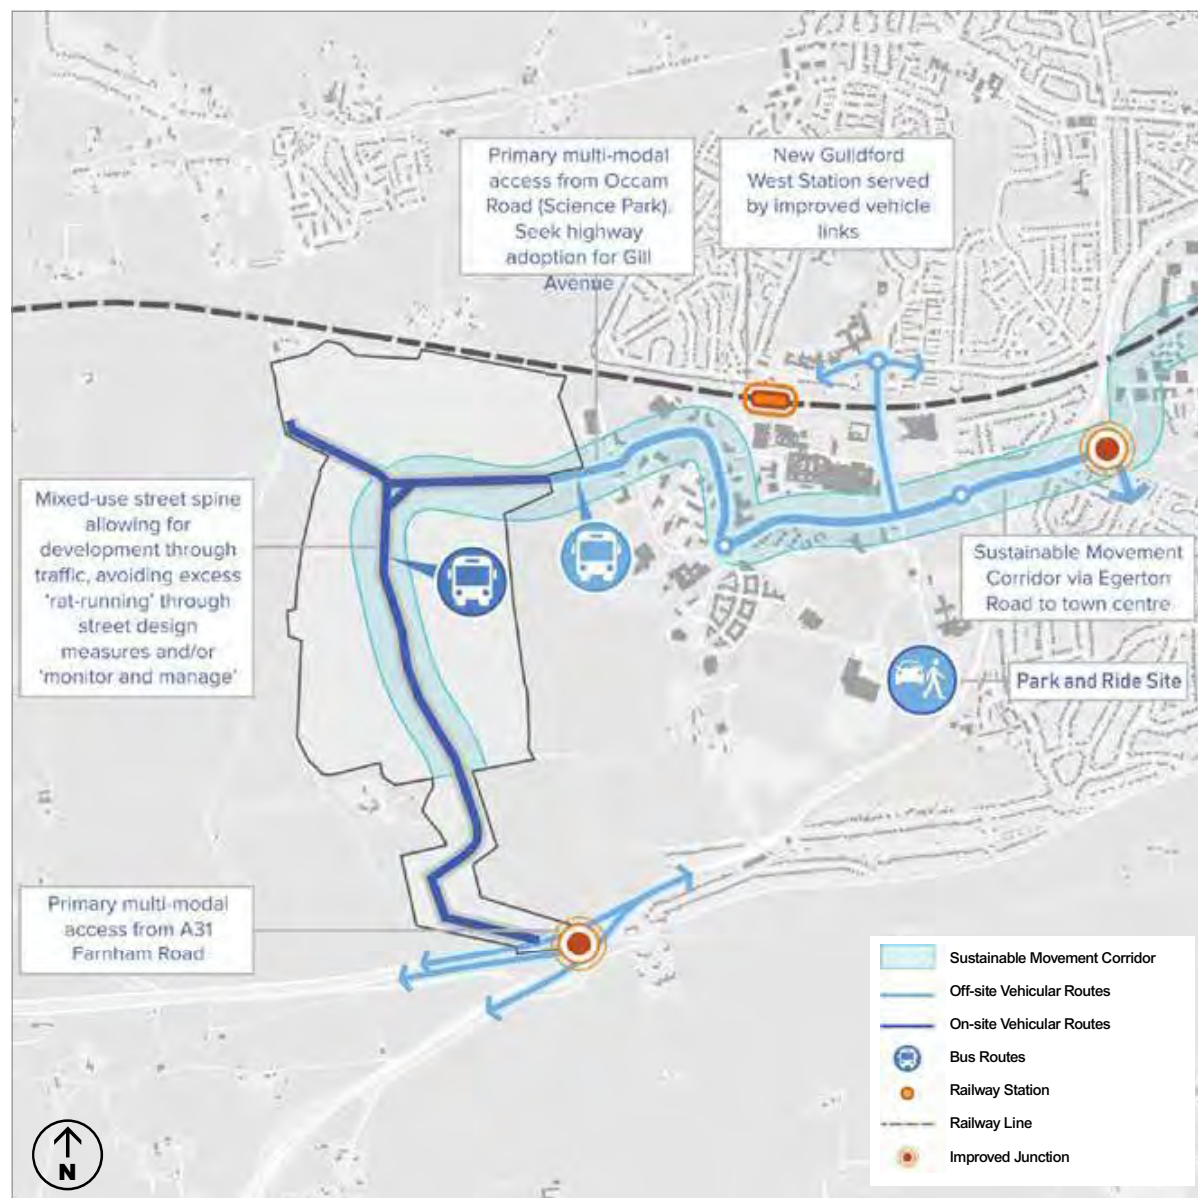 Primary multi-modal
access from Occam
Road (Science Park).
Seek highway
adoption for Gill
Avenue
New Guildford
West Station served
by improved vehicle
links
Mixed-use street spine
allowing for
development through
traffic, avoiding excess
'rat-running' through
street design
measures and/or
'monitor and manage'
Sustainable Movement
Corridor via Egerton
Road to town centre
Park and Ride Site
Primary multi-modal
access from A31
Farnham Road
Sustainable Movement Corridor
Off-site Vehicular Routes
On-site Vehicular Routes
Bus Routes
Railway Station
Railway Line
Improved Junction
N